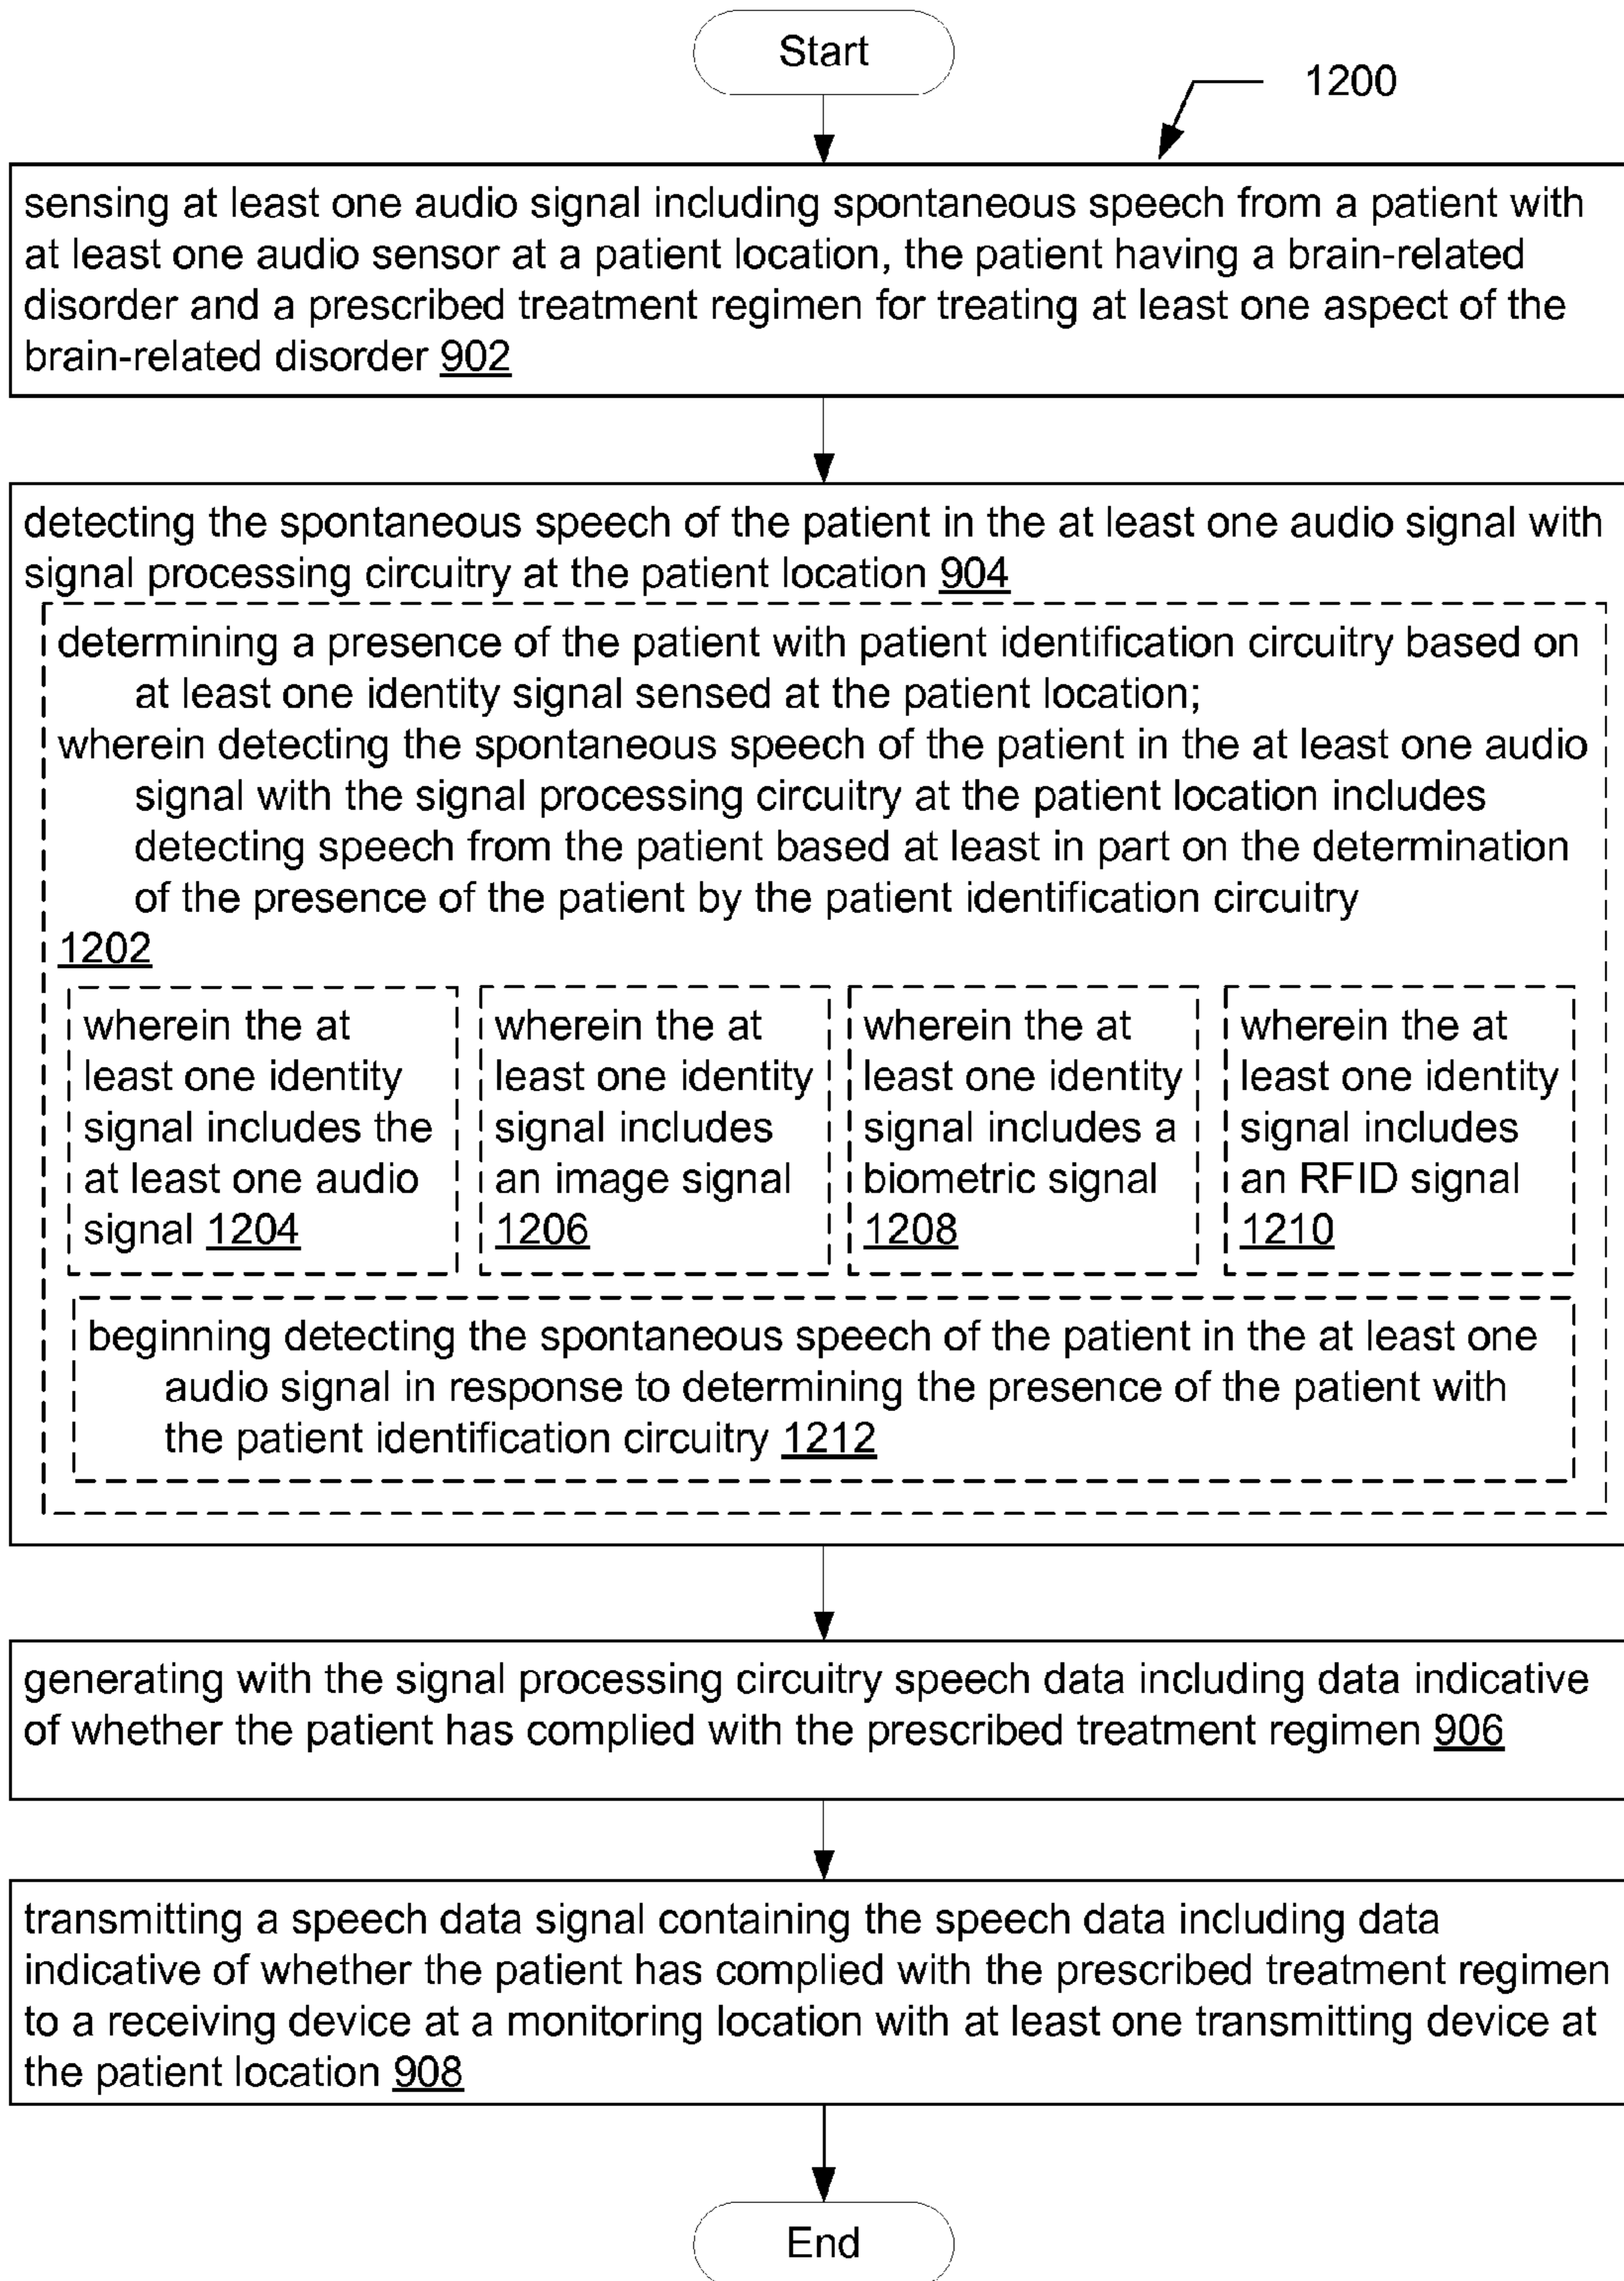 Start
1200
sensing at least one audio signal including spontaneous speech from a patient with
at least one audio sensor at a patient location, the patient having a brain-related
disorder and a prescribed treatment regimen for treating at least one aspect of the
brain-related disorder 902
detecting the spontaneous speech of the patient in the at least one audio signal with
signal processing circuitry at the patient location 904
determining a presence of the patient with patient identification circuitry based on
at least one identity signal sensed at the patient location;
wherein detecting the spontaneous speech of the patient in the at least one audio
signal with the signal processing circuitry at the patient location includes
detecting speech from the patient based at least in part on the determination
of the presence of the patient by the patient identification circuitry
1202
wherein the at
least one identity
signal includes the
at least one audio
signal 1204
wherein the at
least one identity
signal includes
an image signal
1206
wherein the at
least one identity
signal includes a
biometric signal
1208
wherein the at
least one identity
signal includes
an RFID signal
1210
beginning detecting the spontaneous speech of the patient in the at least one
audio signal in response to determining the presence of the patient with
the patient identification circuitry 1212
generating with the signal processing circuitry speech data including data indicative
of whether the patient has complied with the prescribed treatment regimen 906
transmitting a speech data signal containing the speech data including data
indicative of whether the patient has complied with the prescribed treatment regimen
to a receiving device at a monitoring location with at least one transmitting device at
the patient location 908
End